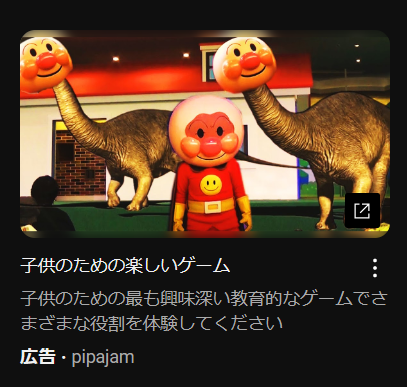 子供のための楽しいゲーム
子供のための最も興味深い教育的なゲームでさ
まざまな役割を体験してください
広告・pipajam